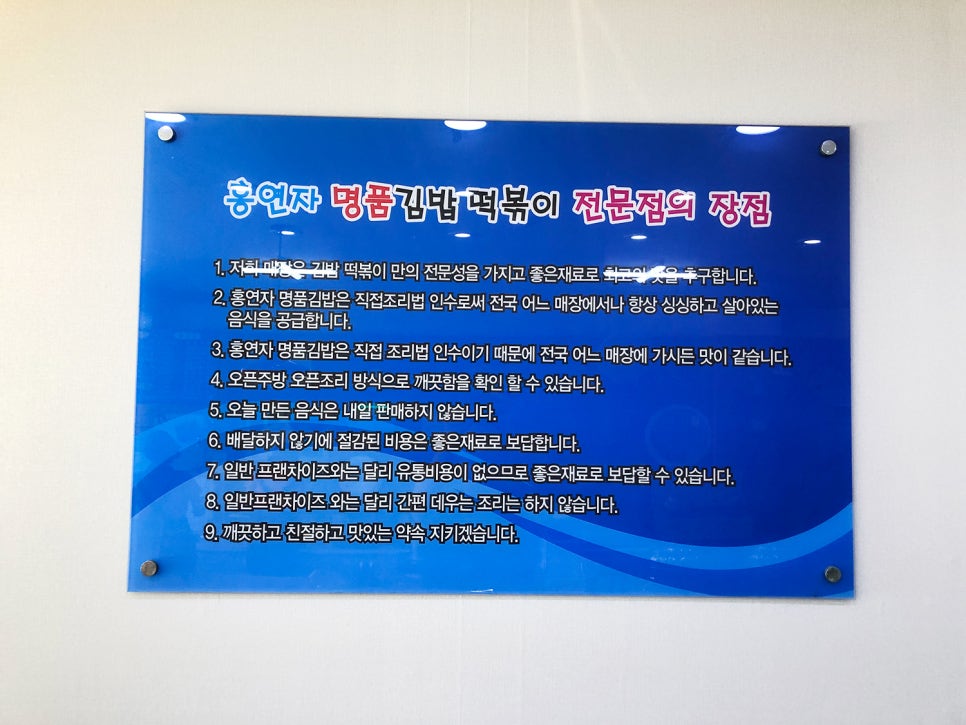 홍연자 명품김밥 떡볶이 전문점의 장점
1. 저희 매장은 김밥 떡볶이 만의 전문성을 가지고 좋은재료로 최고의 맛을 추구합니다.
2. 홍연자 명품김밥은 직접조리법 인수로써 전국 어느 매장에서나 항상 싱싱하고 살아있는
음식을 공급합니다.
3. 홍연자 명품김밥은 직접 조리법 인수이기 때문에 전국 어느 매장에 가시든 맛이 같습니다.
4. 오픈주방 오픈조리 방식으로 깨끗함을 확인 할 수 있습니다.
5. 오늘 만든 음식은 내일 판매하지 않습니다.
6. 배달하지 않기에 절감된 비용은 좋은재료로 보답합니다.
7. 일반 프랜차이즈와는 달리 유통비용이 없으므로 좋은재료로 보답할 수 있습니다.
8. 일반프랜차이즈 와는 달리 간편 데우는 조리는 하지 않습니다.
9. 깨끗하고 친절하고 맛있는 약속 지키겠습니다.